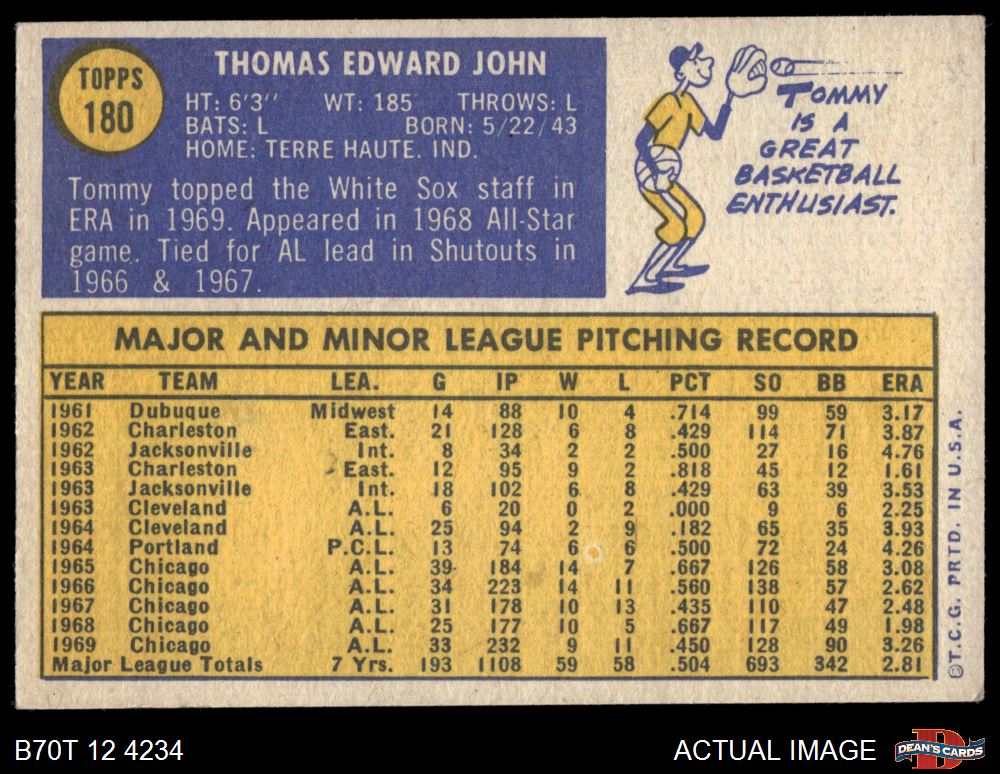 TOPPS
180
THOMAS EDWARD JOHN
HT: 6'3" WT: 185 THROWS: L
BATS: L BORN: 5/22/43
HOME: TERRE HAUTE. IND.
Tommy topped the White Sox staff in
ERA in 1969. Appeared in 1968 All-Star
game. Tied for AL lead in Shutouts in
1966 & 1967.
TOMMY
IS A
GREAT
BASKETBALL
ENTHUSIAST.
MAJOR AND MINOR LEAGUE PITCHING RECORD
YEAR TEAM LEA. G IP W L PCT SO BB ERA
1961 Dubuque Midwest 14 88 10 4 .714 99 59 3.17
1962 Charleston East. 21 128 6 8 .429 114 71 3.87
1962 Jacksonville Int. 8 34 2 2 .500 27 16 4.76
1963 Charleston East. 12 95 9 2 .818 45 12 1.61
1963 Jacksonville Int. 18 102 6 8 .429 63 39 3.53
1963 Cleveland A.L. 6 20 0 2 .000 9 6 2.25
1964 Cleveland A.L. 25 94 2 9 .182 65 35 3.93
1964 Portland P.C.L. 13 74 6 6 .500 72 24 4.26
1965 Chicago A.L. 39 184 14 7 .667 126 58 3.08
1966 Chicago A.L. 34 223 14 11 .560 138 57 2.62
1967 Chicago A.L. 31 178 10 13 .435 110 47 2.48
1968 Chicago A.L. 25 177 10 5 .667 117 49 1.98
1969 Chicago A.L. 33 232 9 11 .450 128 90 3.26
Major League Totals 7 Yrs. 193 1108 59 58 .504 693 342 2.81
©T.C.G. PRTD. IN U.S.A.
B70T 12 4234
ACTUAL IMAGE
D
DEAN'S CARDS